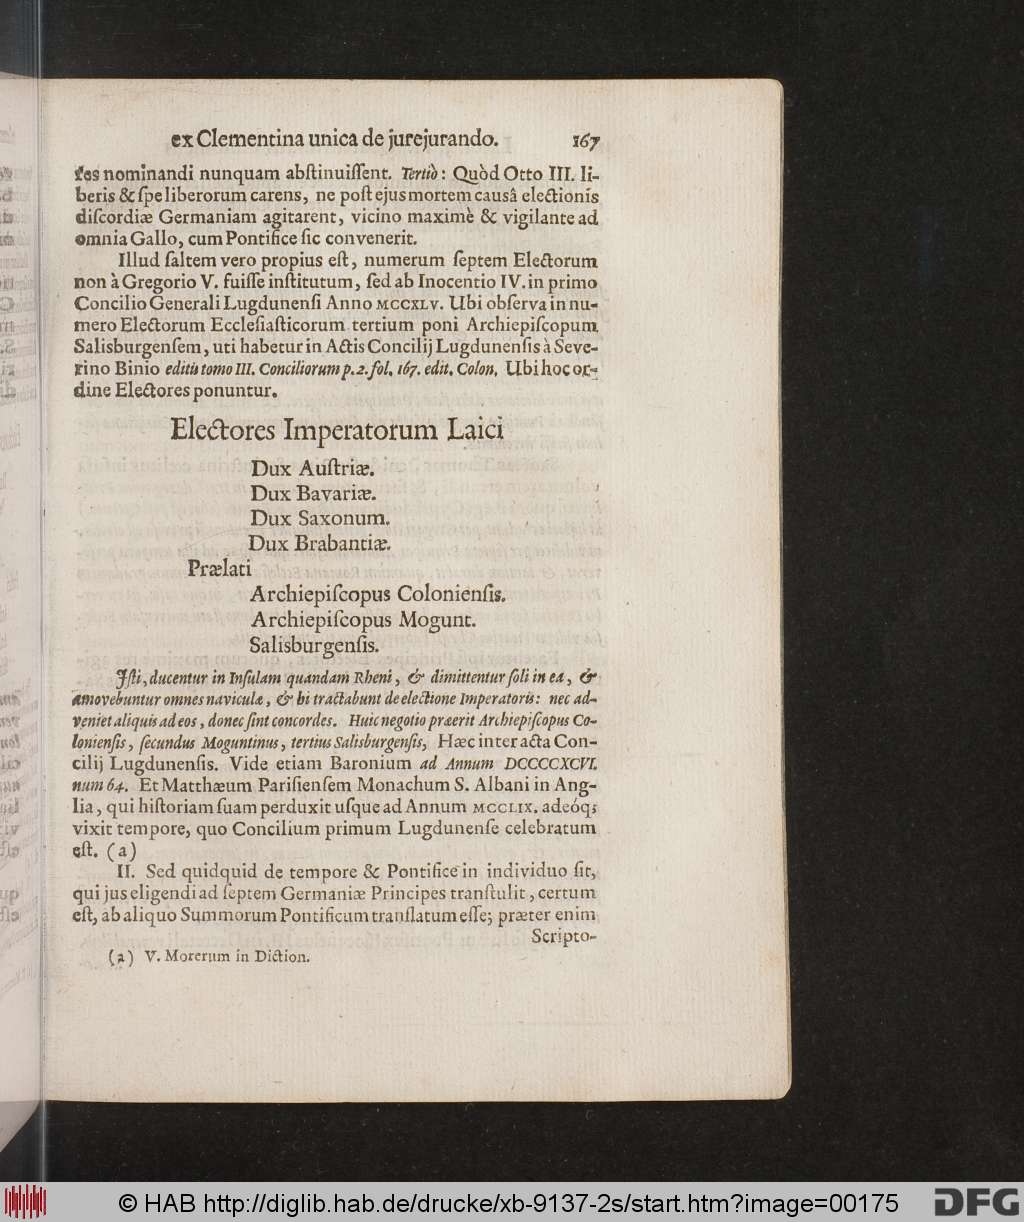 ex Clementina unica de jurejurando. 167
ſes nominandi nunquam abſtinuiſſent. Tertiò: Quòd Otto III. li-
beris & ſpe liberorum carens, ne poſt ejus mortem causâ electionis
diſcordiæ Germaniam agitarent, vicino maximè & vigilante ad
omnia Gallo, cum Pontifice ſic convenerit.
Illud ſaltem vero propius eſt, numerum ſeptem Electorum
non à Gregorio V. fuiſſe inſtitutum, ſed ab Inocentio IV. in primo
Concilio Generali Lugdunenſi Anno MCCXLV. Ubi obſerva in nu-
mero Electorum Eccleſiaſticorum tertium poni Archiepiſcopum
Salisburgenſem, uti habetur in Actis Concilij Lugdunenſis à Seve-
rino Binio editis tomo III. Conciliorum p. 2. fol. 167. edit. Colon. Ubi hoc or-
dine Electores ponuntur.
Electores Imperatorum Laici
Dux Auſtriæ.
Dux Bavariæ.
Dux Saxonum.
Dux Brabantiæ.
Prælati
Archiepiſcopus Colonienſis.
Archiepiſcopus Mogunt.
Salisburgenſis.
Iſti, ducentur in Inſulam quandam Rheni, & dimittentur ſoli in ea, &
amovebuntur omnes naviculæ, & hi tractabunt de electione Imperatoris: nec ad-
veniet aliquis ad eos, donec ſint concordes. Huic negotio præerit Archiepiſcopus Co-
lonienſis, ſecundus Moguntinus, tertius Salisburgenſis, Hæc inter acta Con-
cilij Lugdunenſis. Vide etiam Baronium ad Annum DCCCCXCVI.
num 64. Et Matthæum Pariſienſem Monachum S. Albani in Ang-
lia, qui hiſtoriam ſuam perduxit uſque ad Annum MCCLIX. adeóq;
vixit tempore, quo Concilium primum Lugdunenſe celebratum
eſt. (a)
II. Sed quidquid de tempore & Pontifice in individuo ſit,
qui jus eligendi ad ſeptem Germaniæ Principes tranſtulit, certum
eſt, ab aliquo Summorum Pontificum tranſlatum eſſe; præter enim
Scripto-
(a) V. Morerum in Diction.
© HAB http://diglib.hab.de/drucke/xb-9137-2s/start.htm?image=00175
DFG